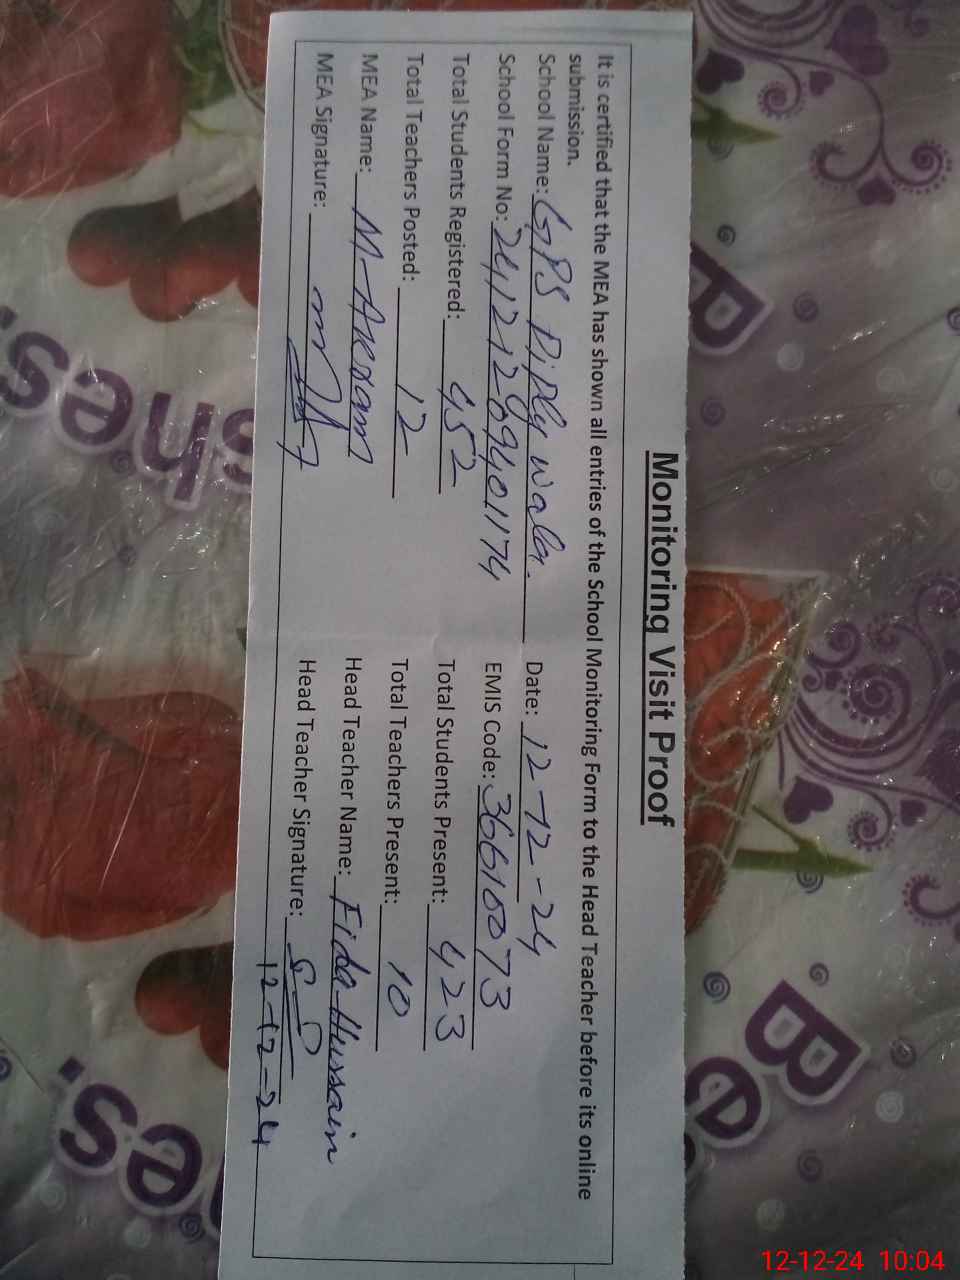 Monitoring Visit Proof
It is certified that the MEA has shown all entries of the School Monitoring Form to the Head Teacher before its online
submission.
School Name: GPS Piply wala. Date: 12-12-24
School Form No: 2412120940 1174 EMIS Code: 36610073
Total Students Registered: 452 Total Students Present: 423
Total Teachers Posted: 12 Total Teachers Present: 10
MEA Name: M-Akram Head Teacher Name: Fida Hussain
MEA Signature: Head Teacher Signature:
12-12-24
12-12-24 10:04